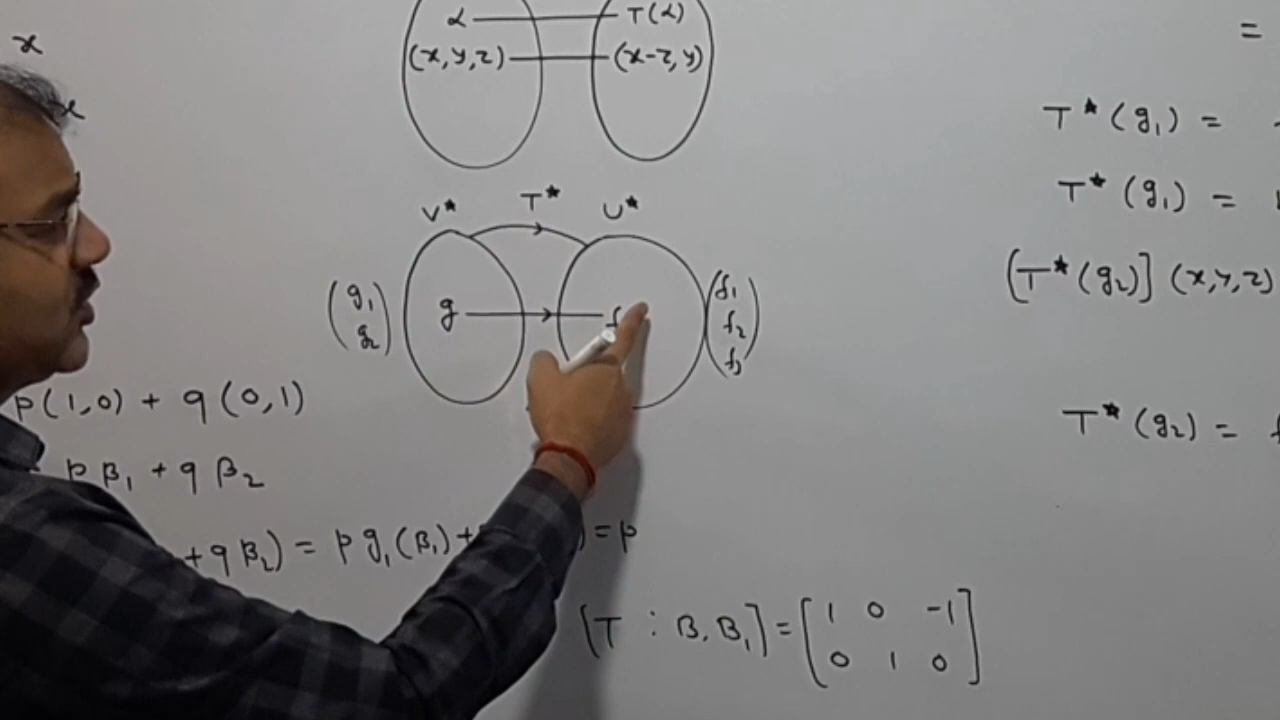 x
x
α T(α)
(x,y,z) (x-z,y)
V* T* U*
g₁
g₂
g
f₁
f₂
f₃
p(1,0) + q(0,1)
pβ₁ + qβ₂
+qβ₂) = p g₁(β₁)+ ) = p
[T : B, B₁] = [1 0 -1
0 1 0]
=
T*(g₁) =
T*(g₁) =
[T*(g₂)](x,y,z)
T*(g₂) =